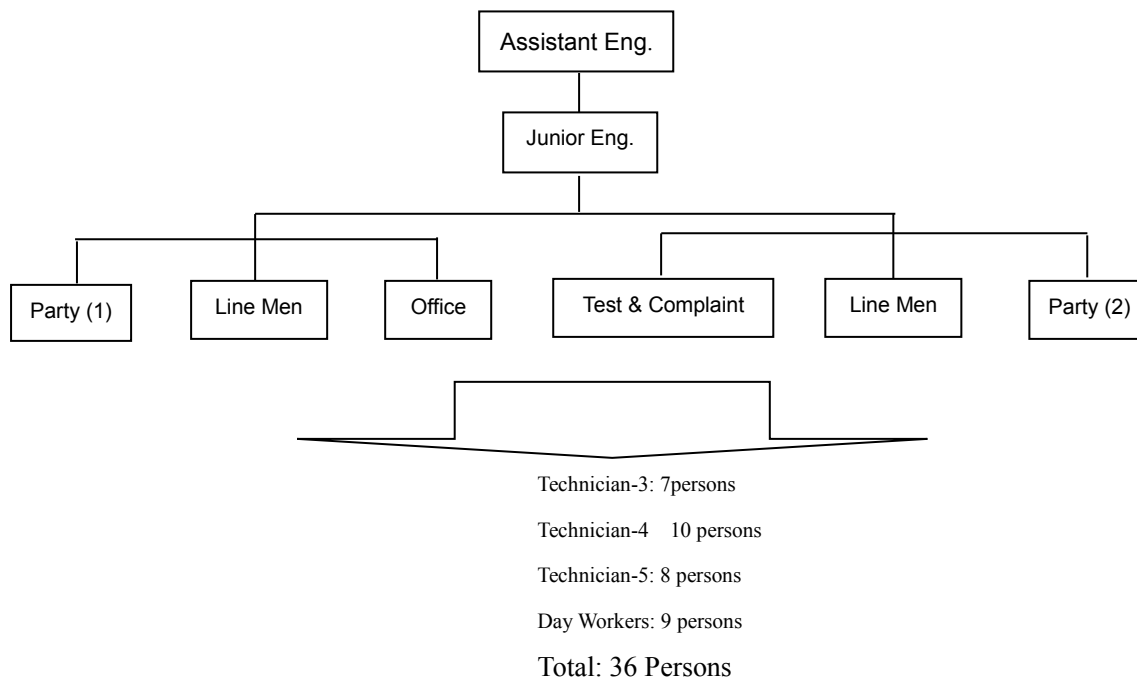 Assistant Eng.
Junior Eng.
Party (1)
Line Men
Office
Test & Complaint
Line Men
Party (2)
Technician-3: 7persons
Technician-4 10 persons
Technician-5: 8 persons
Day Workers: 9 persons
Total: 36 Persons